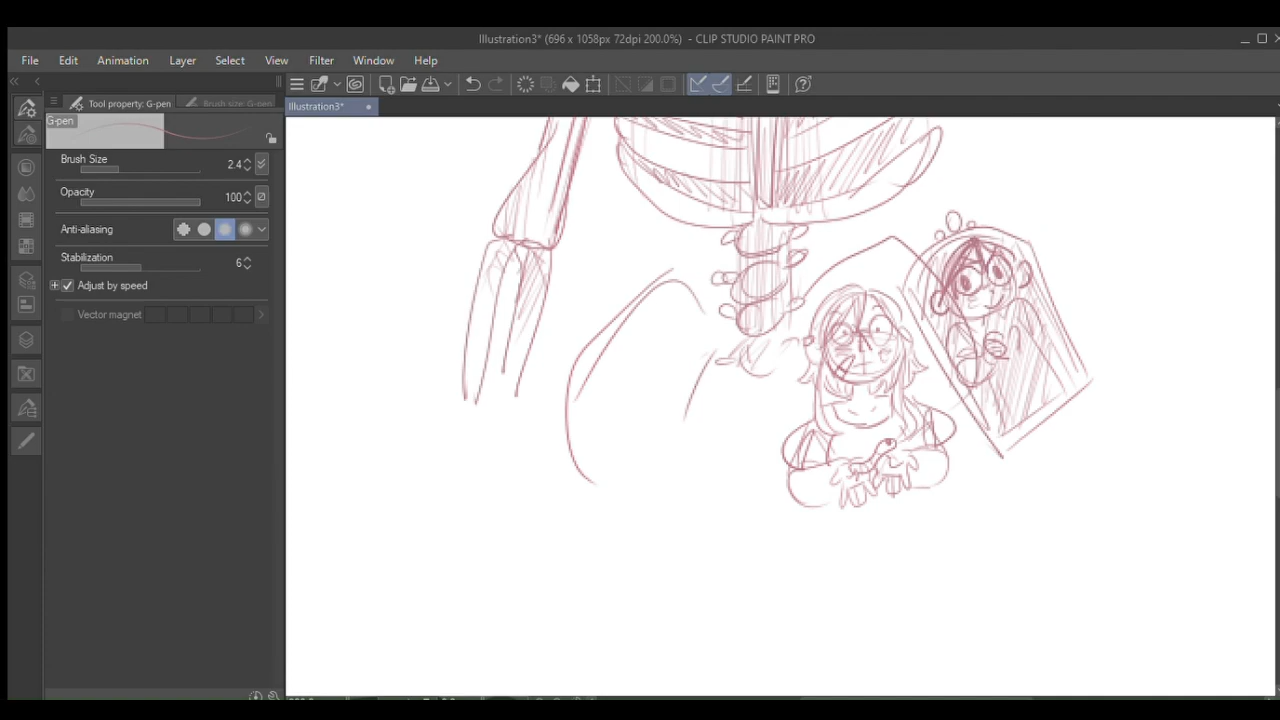 Illustration3* (696 x 1058px 72dpi 200.0%) - CLIP STUDIO PAINT PRO
File Edit Animation Layer Select View Filter Window Help
Tool property: G-pen Brush size: G-pen
Illustration3*
G-pen
Brush Size 2.4
Opacity 100
Anti-aliasing
Stabilization 6
Adjust by speed
Vector magnet